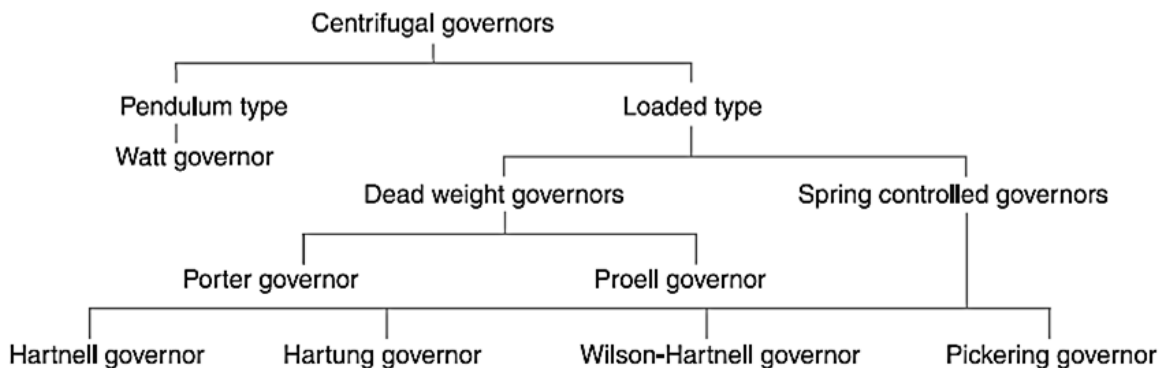 Centrifugal governors
Pendulum type
Loaded type
Watt governor
Dead weight governors
Spring controlled governors
Porter governor
Proell governor
Hartnell governor
Hartung governor
Wilson-Hartnell governor
Pickering governor